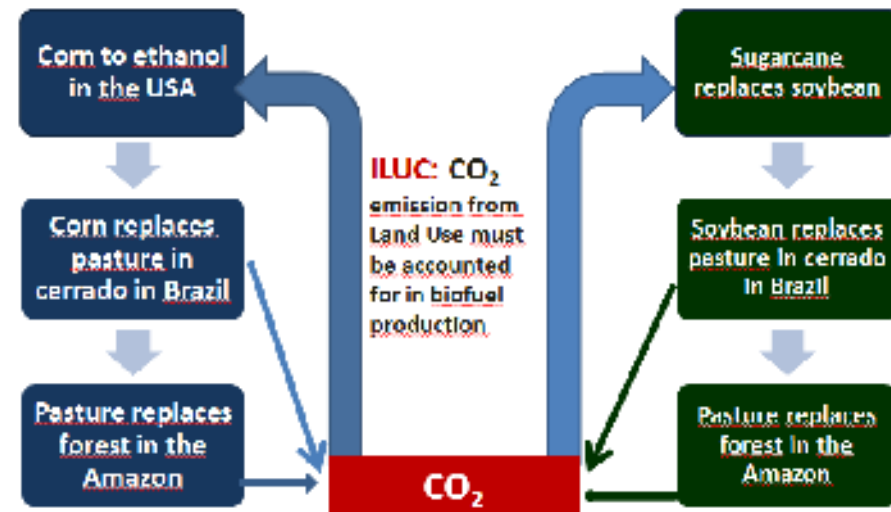 Corn to ethanol
in the USA
Corn replaces
pasture in
cerrado in Brazil
Pasture replaces
forest in the
Amazon
ILUC: CO₂
emission from
Land Use must
be accounted
for in biofuel
production
CO₂
Sugarcane
replaces soybean
Soybean replaces
pasture in cerrado
in Brazil
Pasture replaces
forest in the
Amazon